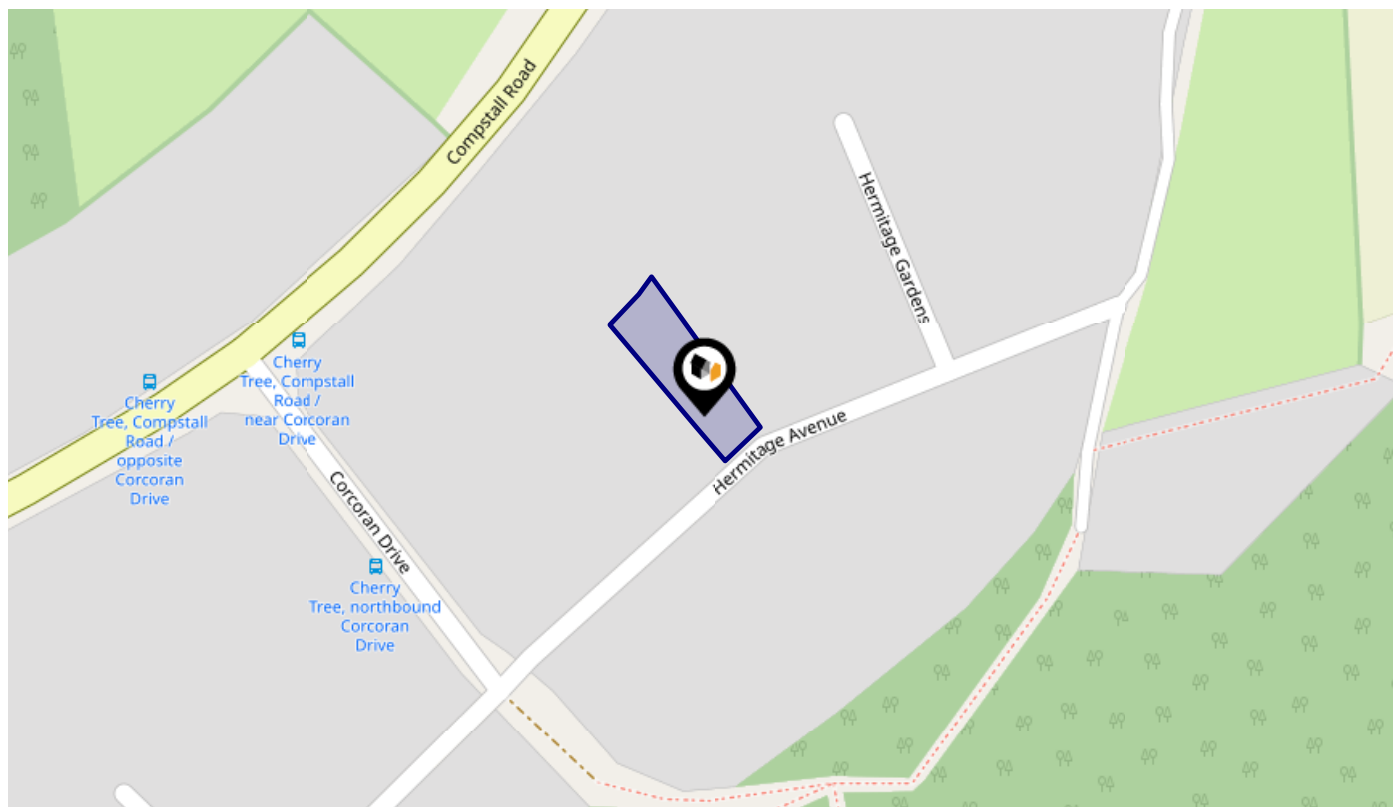 Compstall Road
Hermitage Gardens
Cherry
Tree, Compstall
Road /
near Corcoran
Drive
Cherry
Tree, Compstall
Road /
opposite
Corcoran
Drive
Hermitage Avenue
Corcoran Drive
Cherry
Tree, northbound
Corcoran
Drive